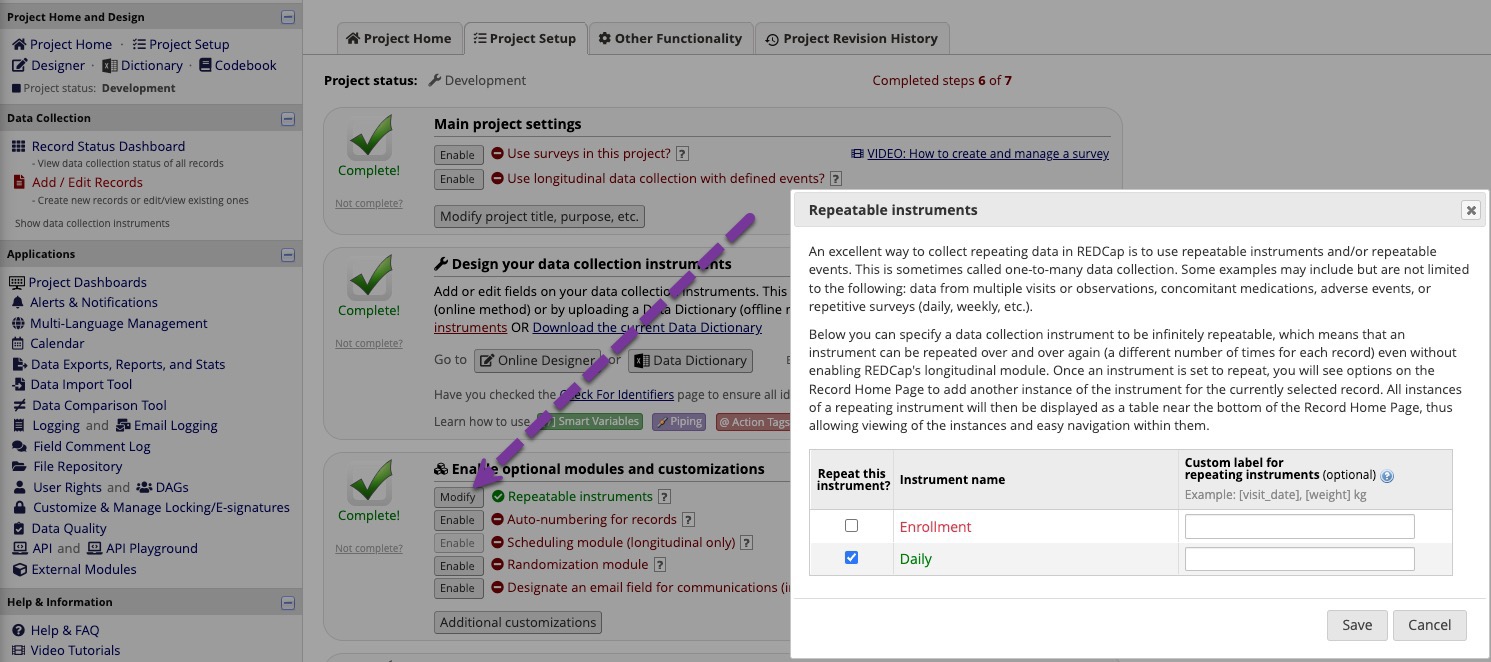 Project Home and Design
Project Home · Project Setup
Designer · Dictionary · Codebook
Project status: Development
Data Collection
Record Status Dashboard
- View data collection status of all records
Add / Edit Records
- Create new records or edit/view existing ones
Show data collection instruments
Applications
Project Dashboards
Alerts & Notifications
Multi-Language Management
Calendar
Data Exports, Reports, and Stats
Data Import Tool
Data Comparison Tool
Logging and Email Logging
Field Comment Log
File Repository
User Rights and DAGs
Customize & Manage Locking/E-signatures
Data Quality
API and API Playground
External Modules
Help & Information
Help & FAQ
Video Tutorials
Project Home
Project Setup
Other Functionality
Project Revision History
Project status: Development
Completed steps 6 of 7
Complete!
Not complete?
Main project settings
Enable Use surveys in this project? ?
VIDEO: How to create and manage a survey
Enable Use longitudinal data collection with defined events? ?
Modify project title, purpose, etc.
Complete!
Not complete?
Design your data collection instruments
Add or edit fields on your data collection instruments. This
(online method) or by uploading a Data Dictionary (offline
instruments OR Download the current Data Dictionary
Go to Online Designer or Data Dictionary
Have you checked the Check For Identifiers page to ensure all
Learn how to use ] Smart Variables Piping @ Action Tags
Complete!
Not complete?
Enable optional modules and customizations
Modify Repeatable instruments ?
Enable Auto-numbering for records ?
Enable Scheduling module (longitudinal only) ?
Enable Randomization module ?
Enable Designate an email field for communications
Additional customizations
Repeatable instruments
An excellent way to collect repeating data in REDCap is to use repeatable instruments and/or repeatable
events. This is sometimes called one-to-many data collection. Some examples may include but are not limited
to the following: data from multiple visits or observations, concomitant medications, adverse events, or
repetitive surveys (daily, weekly, etc.).
Below you can specify a data collection instrument to be infinitely repeatable, which means that an
instrument can be repeated over and over again (a different number of times for each record) even without
enabling REDCap's longitudinal module. Once an instrument is set to repeat, you will see options on the
Record Home Page to add another instance of the instrument for the currently selected record. All instances
of a repeating instrument will then be displayed as a table near the bottom of the Record Home Page, thus
allowing viewing of the instances and easy navigation within them.
Repeat this
instrument?
Instrument name
Custom label for
repeating instruments (optional) ?
Example: [visit_date], [weight] kg
Enrollment
Daily
Save Cancel